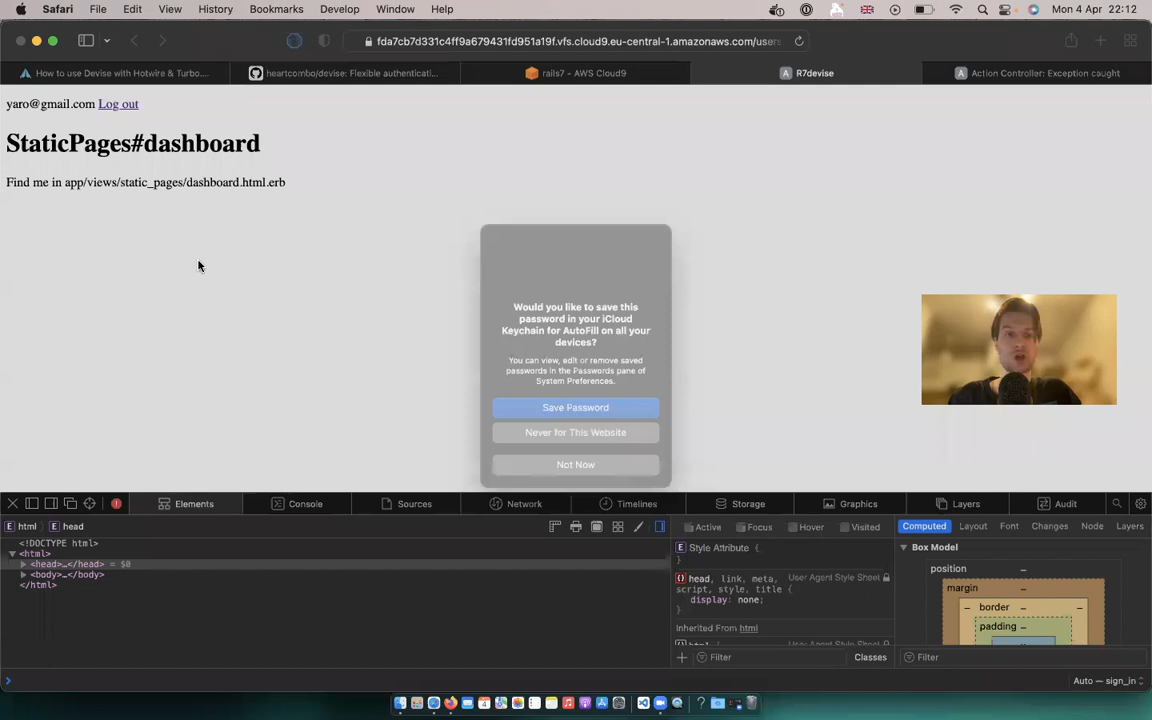 Safari File Edit View History Bookmarks Develop Window Help Mon 4 Apr 22:12
fda7cb7d331c4ff9a679431fd951a19f.vfs.cloud9.eu-central-1.amazonaws.com/users
How to use Devise with Hotwire & Turbo.... heartcombo/devise: Flexible authenticati... rails7 - AWS Cloud9 R7devise Action Controller: Exception caught
yaro@gmail.com Log out
StaticPages#dashboard
Find me in app/views/static_pages/dashboard.html.erb
Would you like to save this
password in your iCloud
Keychain for AutoFill on all your
devices?
You can view, edit or remove saved
passwords in the Passwords pane of
System Preferences.
Save Password
Never for This Website
Not Now
Elements Console Sources Network Timelines Storage Graphics Layers Audit
E html E head
Active Focus Hover Visited
Computed Layout Font Changes Node Layers
<!DOCTYPE html>
<html>
<head>…</head> = $0
<body>…</body>
</html>
E Style Attribute {
}
head, link, meta, User Agent Style Sheet
script, style, title {
display: none;
}
Inherited From html
Box Model
position
margin
border
padding
Filter Classes Filter
Auto — sign_in